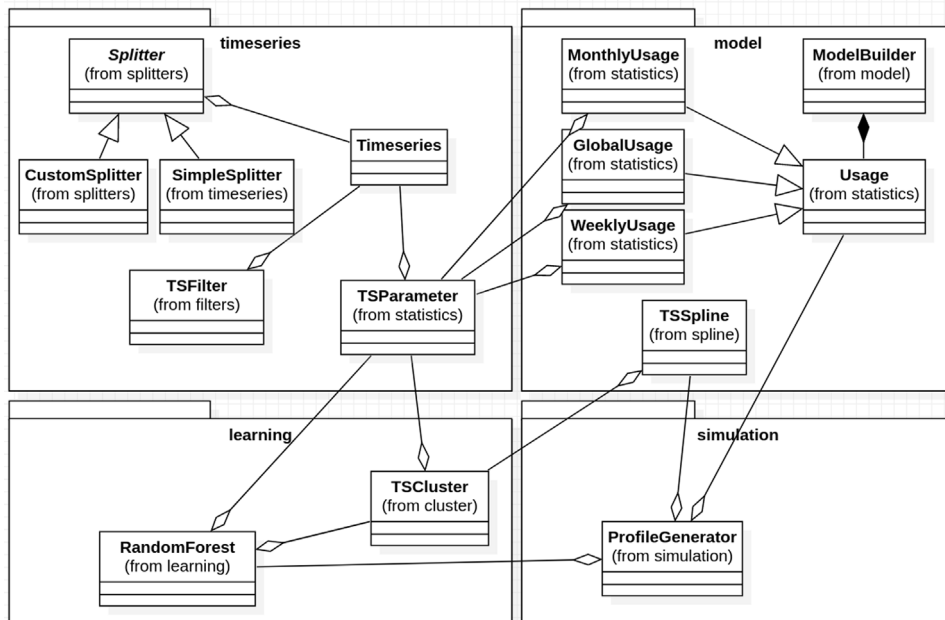 timeseries
Splitter
(from splitters)
Timeseries
CustomSplitter
(from splitters)
SimpleSplitter
(from timeseries)
TSFilter
(from filters)
TSParameter
(from statistics)
model
MonthlyUsage
(from statistics)
ModelBuilder
(from model)
GlobalUsage
(from statistics)
Usage
(from statistics)
WeeklyUsage
(from statistics)
TSSpline
(from spline)
learning
TSCluster
(from cluster)
RandomForest
(from learning)
simulation
ProfileGenerator
(from simulation)